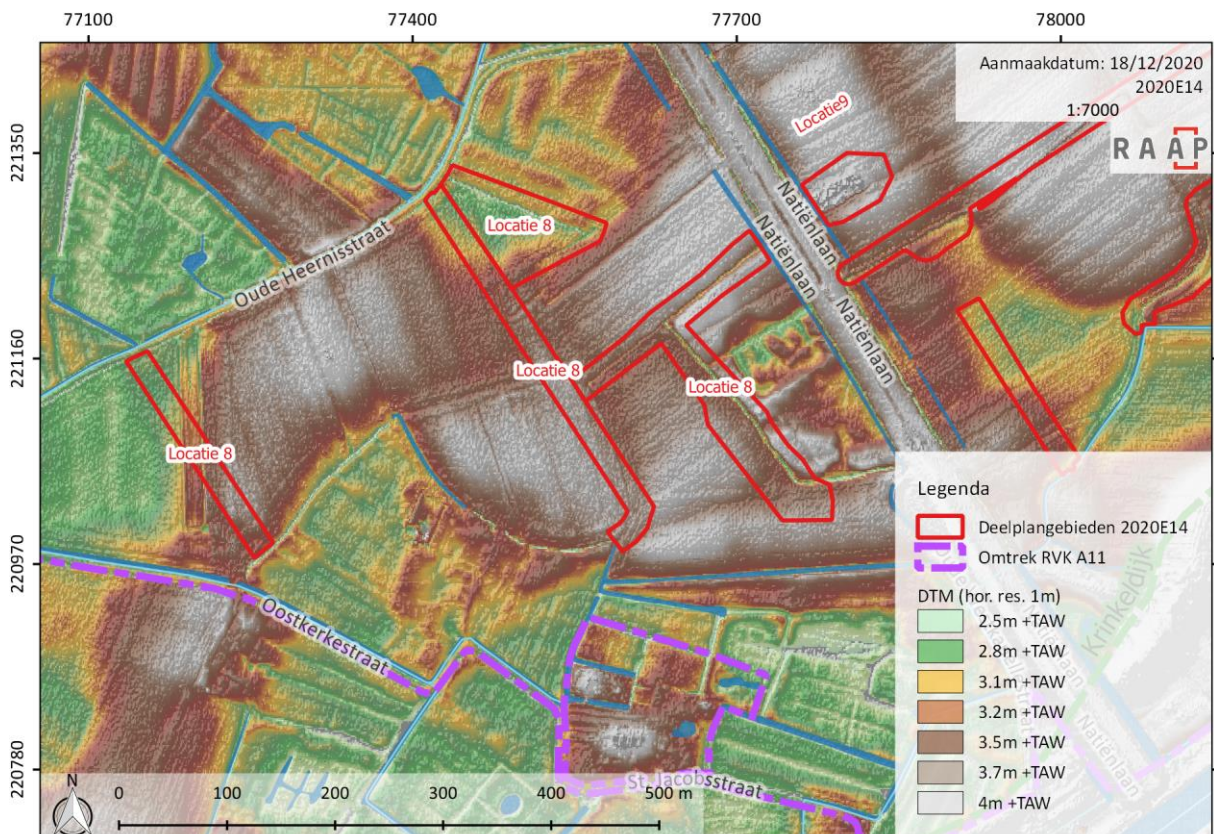 77100
77400
77700
78000
Aanmaakdatum: 18/12/2020
2020E14
1:7000
RAAP
221350
221160
220970
220780
Locatie9
Locatie 8
Oude Heernisstraat
Natiënlaan
Natiënlaan
Natiënlaan
Natiënlaan
Locatie 8
Locatie 8
Locatie 8
Oostkerkestraat
St. Jacobsstraat
Krinkeldijk
Natiënlaan
Natiënlaan
Legenda
Deelplangebieden 2020E14
Omtrek RVK A11
DTM (hor. res. 1m)
2.5m +TAW
2.8m +TAW
3.1m +TAW
3.2m +TAW
3.5m +TAW
3.7m +TAW
4m +TAW
N
0 100 200 300 400 500 m